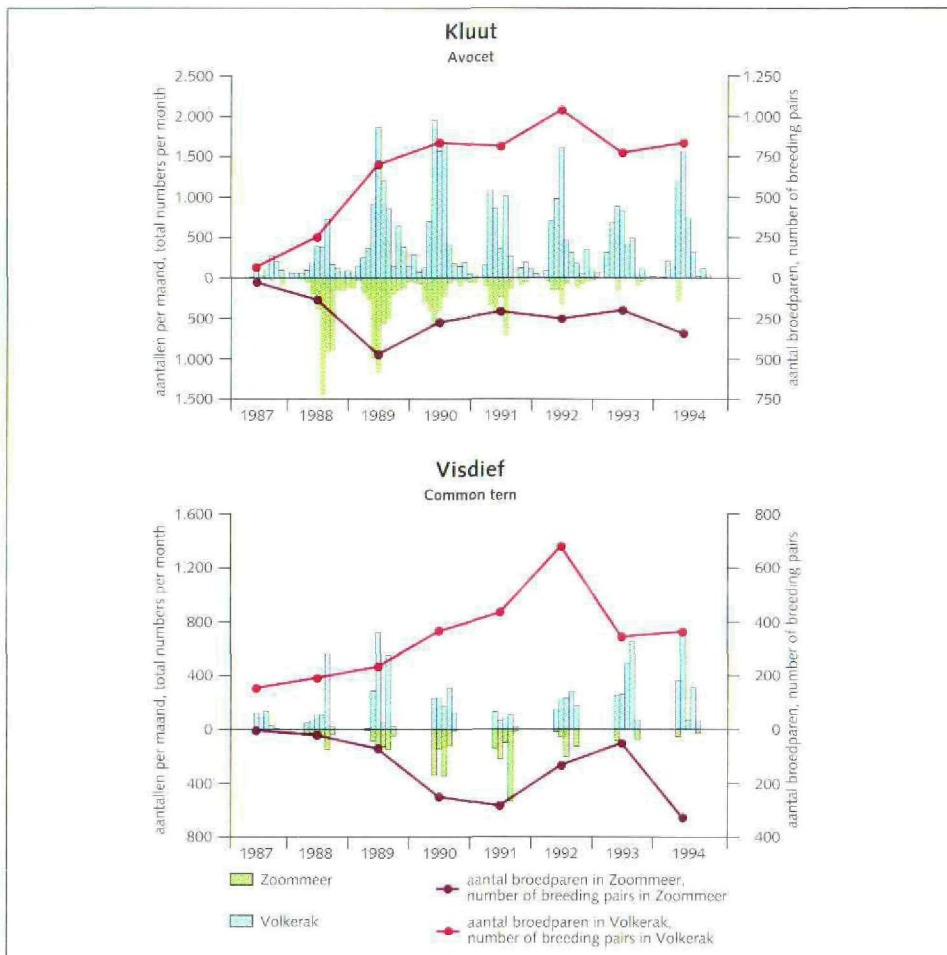 Kluut
Avocet
aantallen per maand, total numbers per month
2.500
2.000
1.500
1.000
500
0
500
1.000
1.500
1.250
1.000
750
500
250
0
250
500
750
aantal broedparen, number of breeding pairs
1987 1988 1989 1990 1991 1992 1993 1994
Visdief
Common tern
aantallen per maand, total numbers per month
1.600
1.200
800
400
0
400
800
800
600
400
200
0
200
400
aantal broedparen, number of breeding pairs
1987 1988 1989 1990 1991 1992 1993 1994
Zoommeer
aantal broedparen in Zoommeer,
number of breeding pairs in Zoommeer
Volkerak
aantal broedparen in Volkerak,
number of breeding pairs in Volkerak